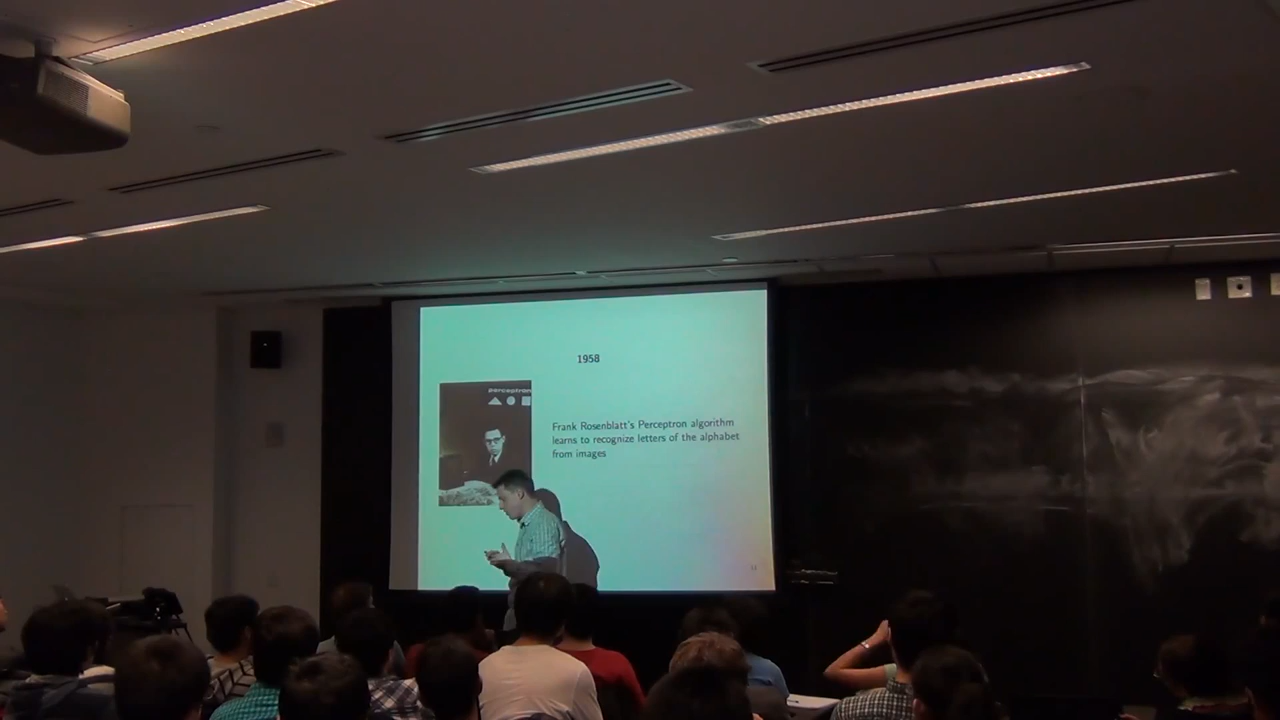 1958
perceptron
Frank Rosenblatt's Perceptron algorithm
learns to recognize letters of the alphabet
from images